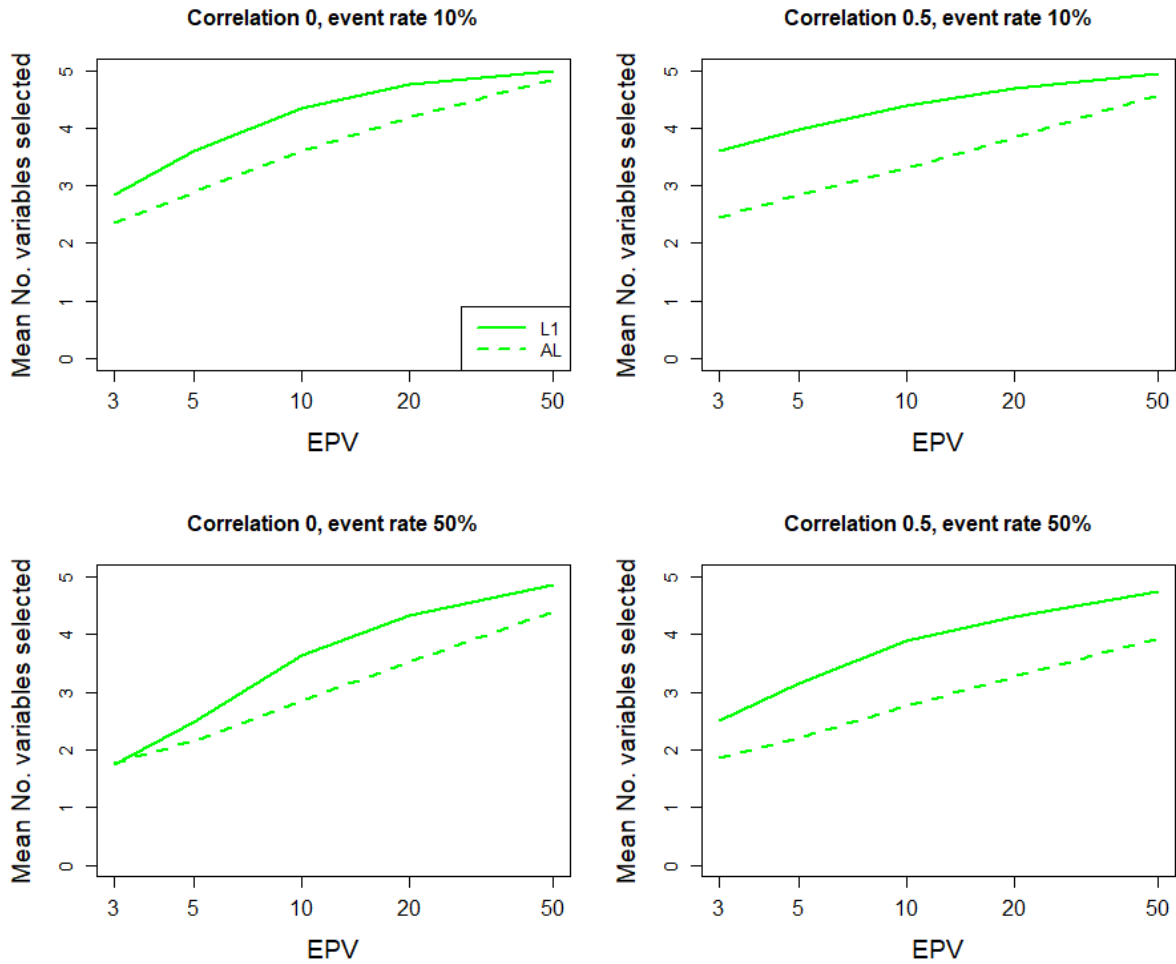 Correlation 0, event rate 10%
Mean No. variables selected
5
4
3
2
1
0
L1
AL
3 5 10 20 50
EPV
Correlation 0.5, event rate 10%
Mean No. variables selected
5
4
3
2
1
0
3 5 10 20 50
EPV
Correlation 0, event rate 50%
Mean No. variables selected
5
4
3
2
1
0
3 5 10 20 50
EPV
Correlation 0.5, event rate 50%
Mean No. variables selected
5
4
3
2
1
0
3 5 10 20 50
EPV